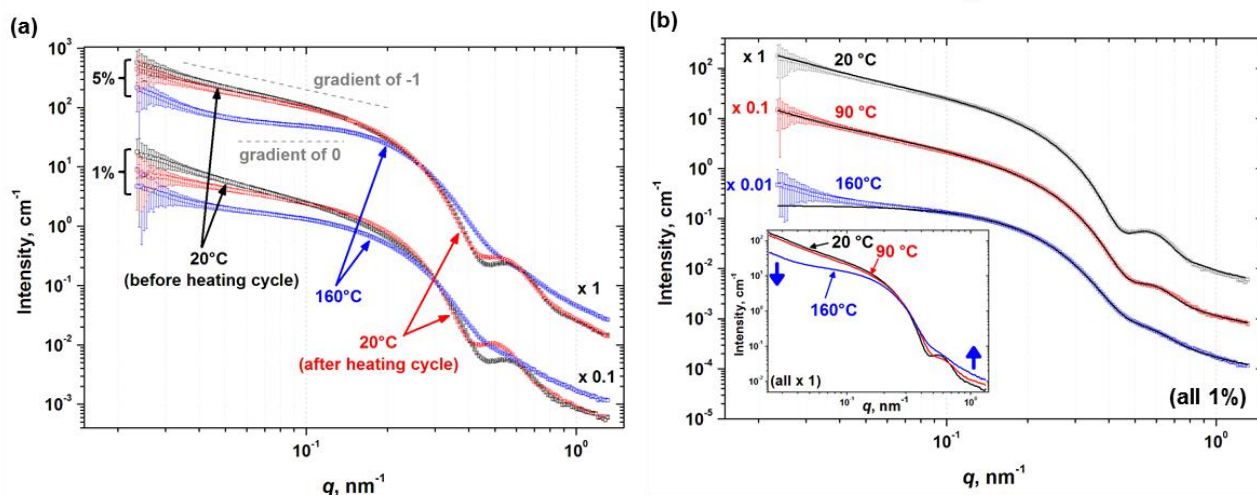 (a)
10³
10²
10¹
10⁰
10⁻¹
10⁻²
10⁻³
Intensity, cm⁻¹
5%
1%
gradient of -1
gradient of 0
20°C
(before heating cycle)
160°C
20°C
(after heating cycle)
x 1
x 0.1
10⁻¹
10⁰
q, nm⁻¹
(b)
10²
10¹
10⁰
10⁻¹
10⁻²
10⁻³
10⁻⁴
10⁻⁵
Intensity, cm⁻¹
x 1
20 °C
x 0.1
90 °C
x 0.01
160°C
20 °C
90 °C
160°C
Intensity, cm⁻¹
(all x 1)
10⁻¹
10⁰
q, nm⁻¹
(all 1%)
10⁻¹
10⁰
q, nm⁻¹